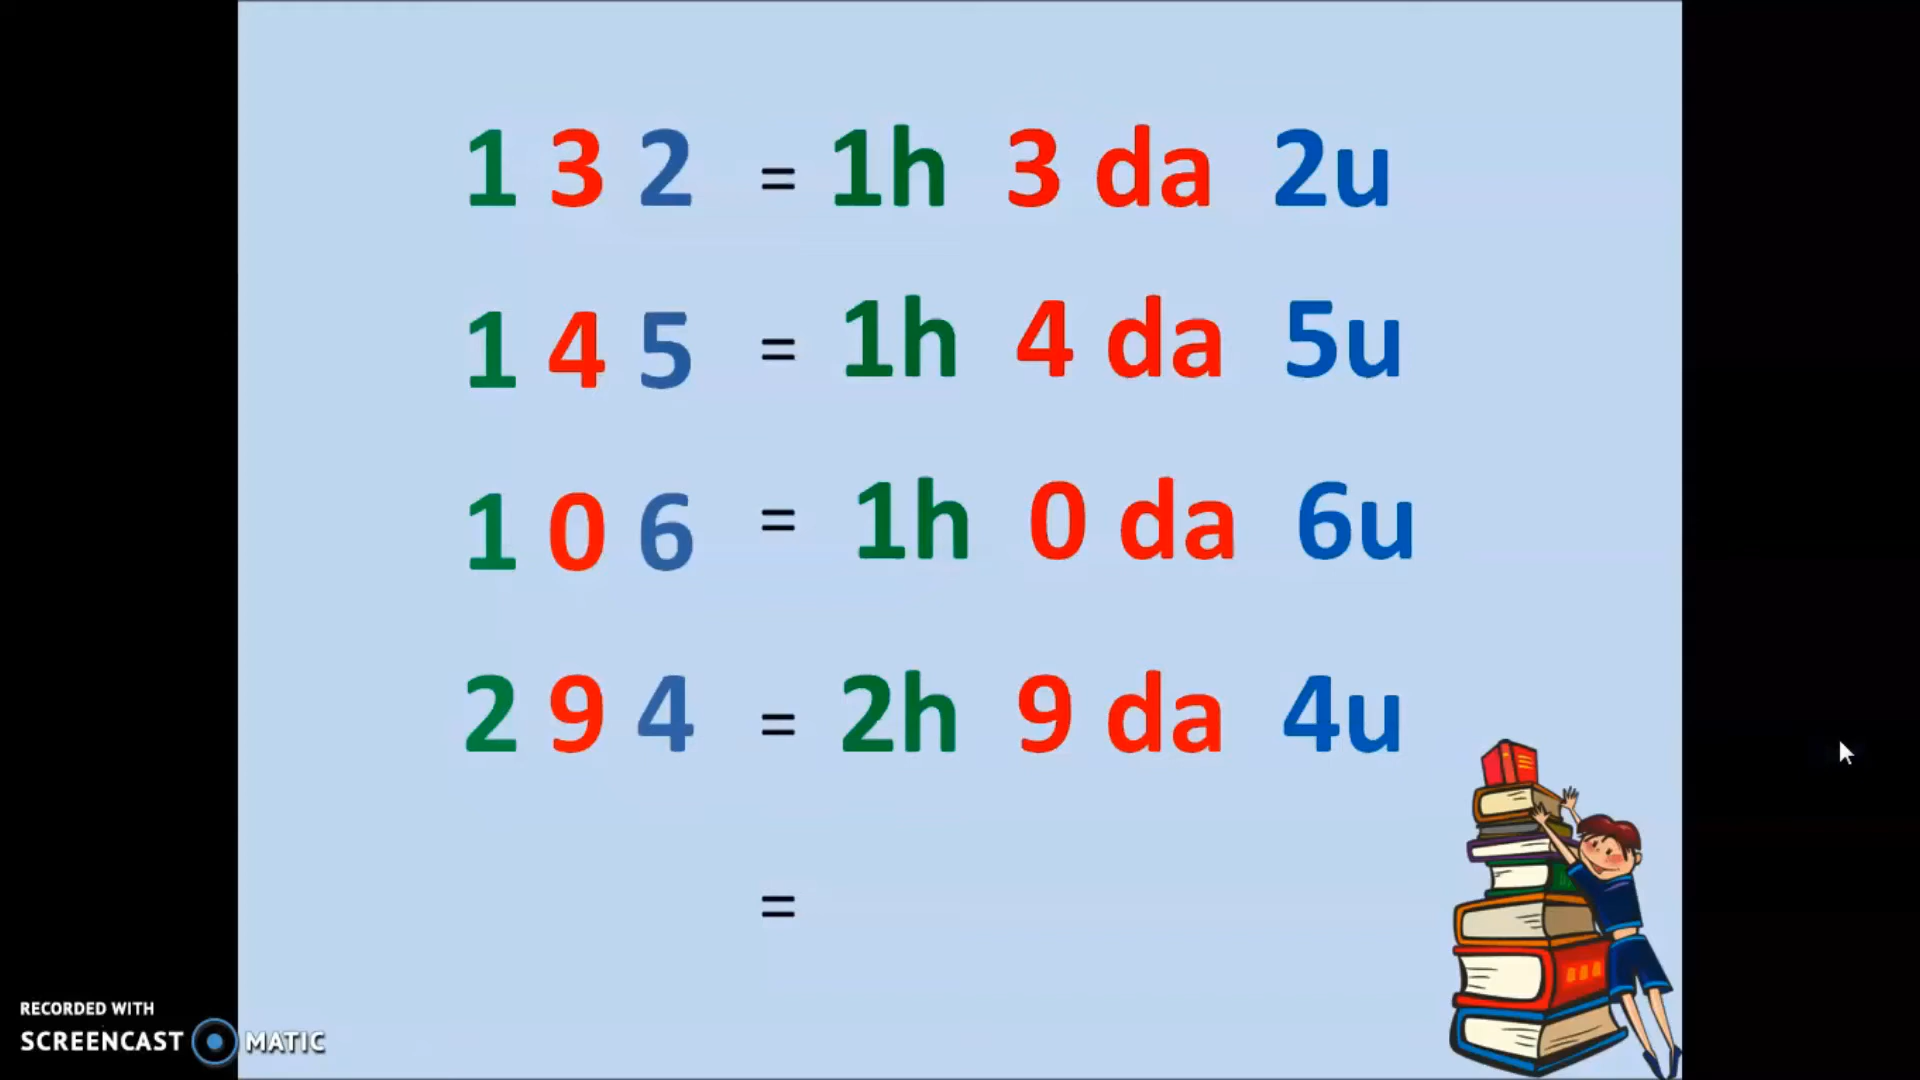 1 3 2 = 1h 3 da 2u
1 4 5 = 1h 4 da 5u
1 0 6 = 1h 0 da 6u
2 9 4 = 2h 9 da 4u
=
RECORDED WITH
SCREENCAST MATIC